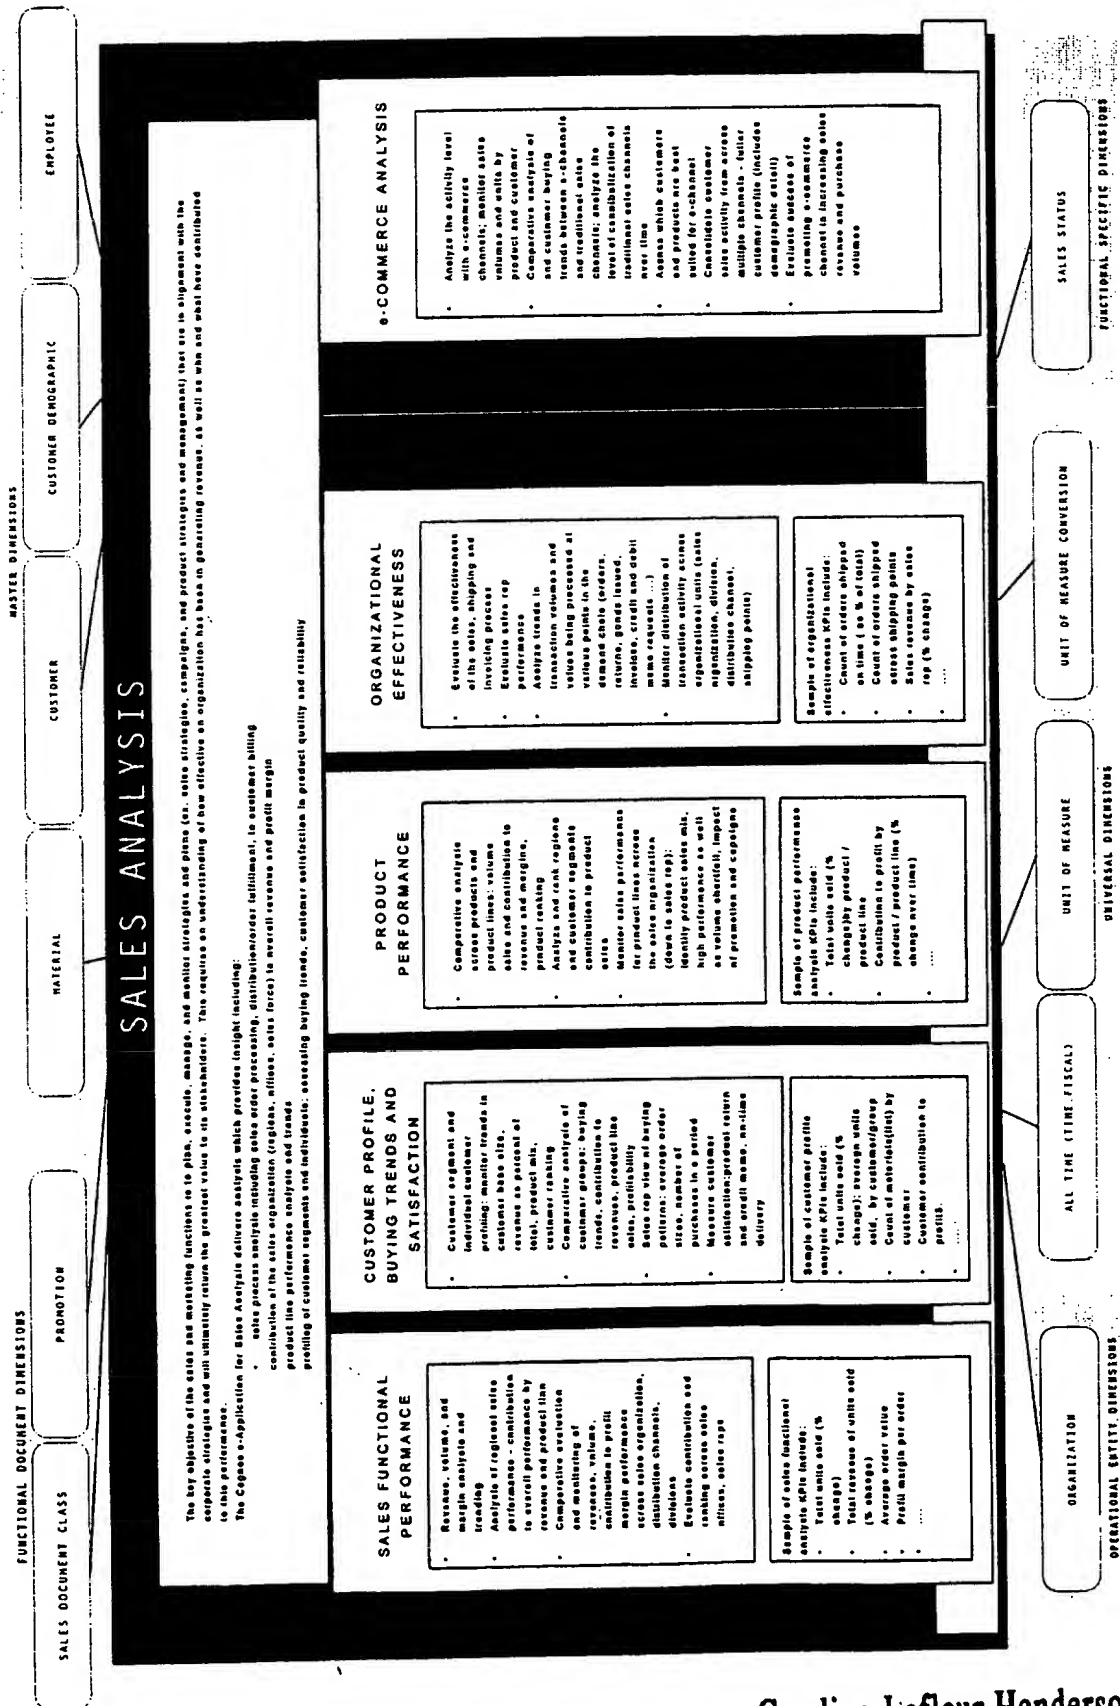 FUNCTIONAL DOCUMENT DIMENSIONS
MASTER DIMENSIONS
SALES DOCUMENT CLASS
PROMOTION
MATERIAL
CUSTOMER
CUSTOMER DEMOGRAPHIC
EMPLOYEE
SALES ANALYSIS
The key objective of the sales and marketing functions is to plan, execute, manage, and monitor strategies and plans (on. sales strategies, campaigns, and product strategies and management) that are in alignment with the
corporate strategies and will ultimately return the greatest value to its stakeholders. This requires an understanding of how effective an organization has been in generating revenue, as well as who and what have contributed
to this performance.
The Cognos e-Application for Sales Analysis delivers analysis which provides insight including:
• sales process analysis including sales order processing, distribution/order fulfillment, to customer billing
contribution of the sales organization (regions, offices, sales force) to overall revenue and profit margin
product line performance analysis and trends
profiling of customer segments and individuals: assessing buying trends, customer satisfaction in product quality and reliability
SALES FUNCTIONAL
PERFORMANCE
• Revenue, volume, and
margin analysis and
trending
• Analysis of regional sales
performance - contribution
to overall performance by
revenue and product line
• Comparative evaluation
and monitoring of
revenues, volume,
contribution to profit
margin performance
across sales organization,
distribution channels,
divisions
• Evaluate contribution and
ranking across sales
offices, sales reps
Sample of sales functional
analysis KPIs include:
• Total units sold (%
change)
• Total revenue of units sold
(% change)
• Average order value
• Profit margin per order
....
CUSTOMER PROFILE,
BUYING TRENDS AND
SATISFACTION
• Customer segment and
individual customer
profiling: monitor trends in
customer base size,
revenue as percent of
total, product mix,
customer ranking
• Comparative analysis of
customer groups: buying
trends, contribution to
revenue, product line
sales, profitability
• Sales rep view of buying
patterns: average order
sizes, number of
purchases in a period
• Measure customer
satisfaction:product return
and credit memo, on-time
delivery
Sample of customer profile
analysis KPIs include:
• Total units sold (%
change): average units
sold, by customer/group
• Count of materials(list) by
customer
• Customer contribution to
profits.
• ....
PRODUCT
PERFORMANCE
• Comparative analysis
across products and
product lines: volume
sales and contribution to
revenue and margins,
product ranking
• Analyze and rank regions
and customer segments
contribution to product
sales
• Monitor sales performance
for product lines across
the sales organization
(down to sales rep):
identify product sales mix,
high performance as well
as volume shortfall, impact
of promotion and capaigns
Sample of product performance
analysis KPIs include:
• Total units sold (%
change)by product /
product line
• Contribution to profit by
product / product line (%
change over time)
• ....
ORGANIZATIONAL
EFFECTIVENESS
• Evaluate the effectiveness
of the sales, shipping and
invoicing process
• Evaluate sales rep
performance
• Analyze trends in
transaction volumes and
values being processed at
various points in the
demand chain (orders,
returns, goods issued,
invoices, credit and debit
memo requests ...)
• Monitor distribution of
transaction activity across
organizational units (sales
organization, division,
distribution channel,
shipping points)
Sample of organizational
effectiveness KPIs include:
• Count of orders shipped
on time ( as % of total)
• Count of orders shipped
across shipping points
• Sales revenue by sales
rep (% change)
• ....
e-COMMERCE ANALYSIS
• Analyze the activity level
with e-commerce
channels; monitor sales
volumes and units by
product and customer
• Comparative analysis of
and customer buying
trends between e-channels
and traditional sales
channels; analyze the
level of cannibalization of
traditional sales channels
over time
• Assess which customers
and products are best
suited for e-channel
• Consolidate customer
sales activity from across
multiple channels - fuller
customer profile (includes
demographic detail)
• Evaluate success of
promoting e-commerce
channel in increasing sales
revenue and purchase
volumes
ORGANIZATION
ALL TIME (TIME.FISCAL)
UNIT OF MEASURE
UNIT OF MEASURE CONVERSION
SALES STATUS
OPERATIONAL ENTITY DIMENSIONS
UNIVERSAL DIMENSIONS
FUNCTIONAL SPECIFIC DIMENSIONS